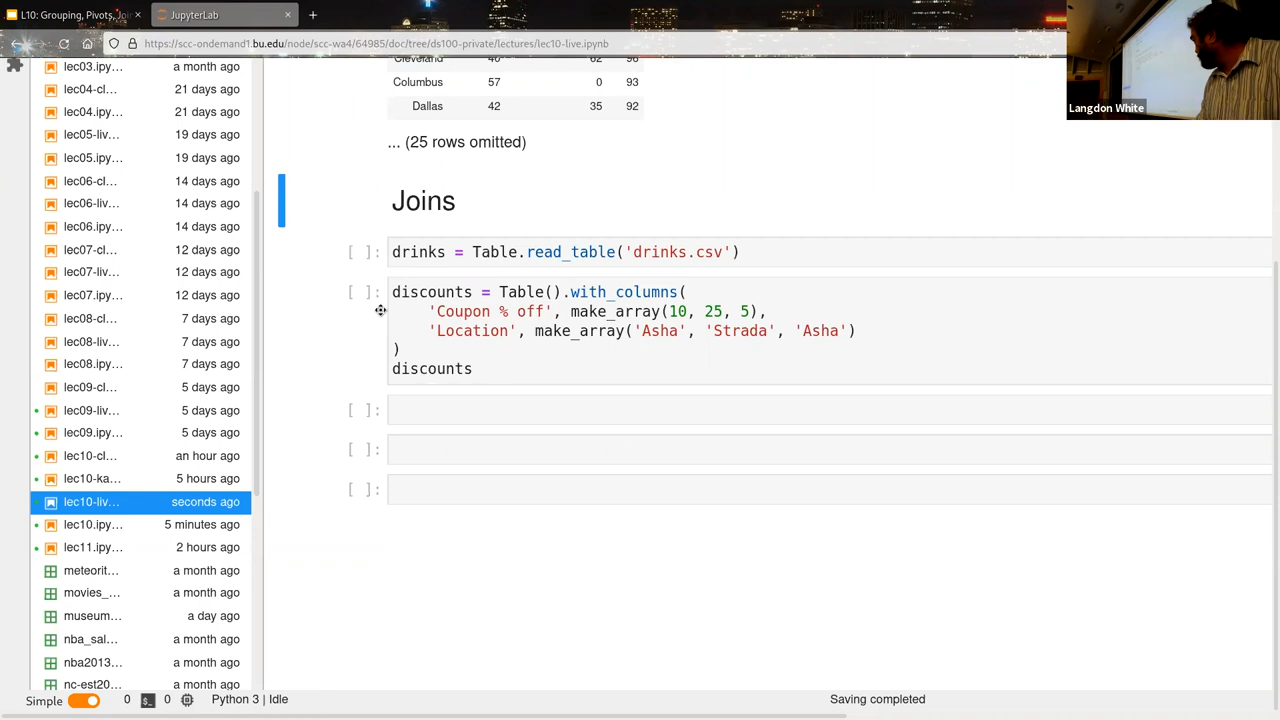 L10: Grouping, Pivots, Joi
JupyterLab
https://scc-ondemand1.bu.edu/node/scc-wa4/64985/doc/tree/ds100-private/lectures/lec10-live.ipynb
Langdon White
lec03.ipy… a month ago
lec04-cl… 21 days ago
lec04.ipy… 21 days ago
lec05-liv… 19 days ago
lec05.ipy… 19 days ago
lec06-cl… 14 days ago
lec06-liv… 14 days ago
lec06.ipy… 14 days ago
lec07-cl… 12 days ago
lec07-liv… 12 days ago
lec07.ipy… 12 days ago
lec08-cl… 7 days ago
lec08-liv… 7 days ago
lec08.ipy… 7 days ago
lec09-cl… 5 days ago
lec09-liv… 5 days ago
lec09.ipy… 5 days ago
lec10-cl… an hour ago
lec10-ka… 5 hours ago
lec10-liv… seconds ago
lec10.ipy… 5 minutes ago
lec11.ipy… 2 hours ago
meteorit… a month ago
movies_… a month ago
museum… a day ago
nba_sal… a month ago
nba2013… a month ago
nc-est20… a month ago
Cleveland 40 62 96
Columbus 57 0 93
Dallas 42 35 92
... (25 rows omitted)
Joins
[ ]: drinks = Table.read_table('drinks.csv')
[ ]: discounts = Table().with_columns(
'Coupon % off', make_array(10, 25, 5),
'Location', make_array('Asha', 'Strada', 'Asha')
)
discounts
[ ]:
[ ]:
[ ]:
Simple 0 0 Python 3 | Idle Saving completed